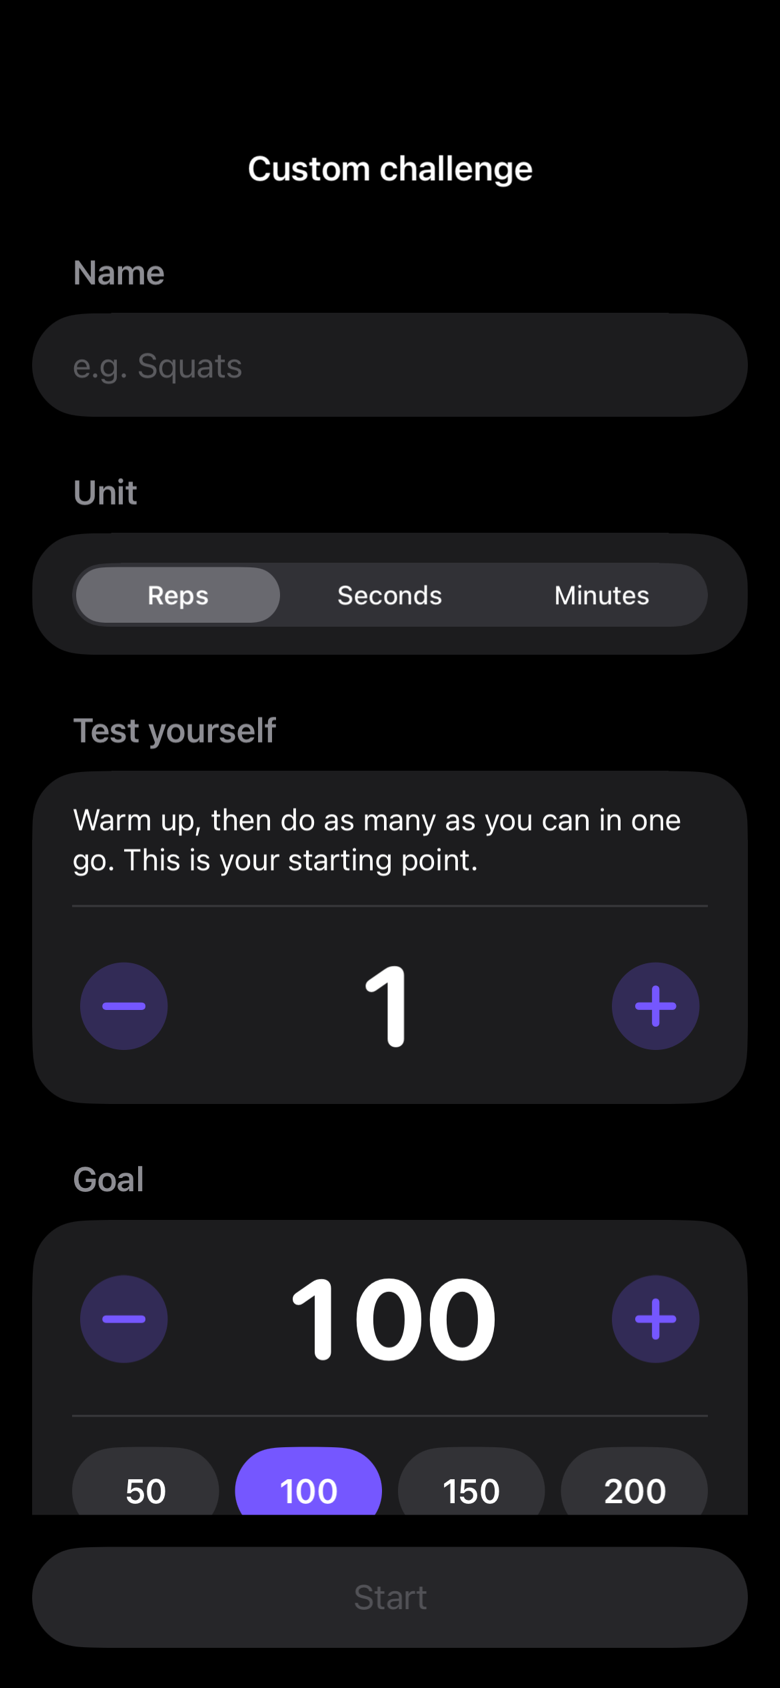 Custom challenge
Name
e.g. Squats
Unit
Reps Seconds Minutes
Test yourself
Warm up, then do as many as you can in one
go. This is your starting point.
− 1 +
Goal
− 100 +
50 100 150 200
Start